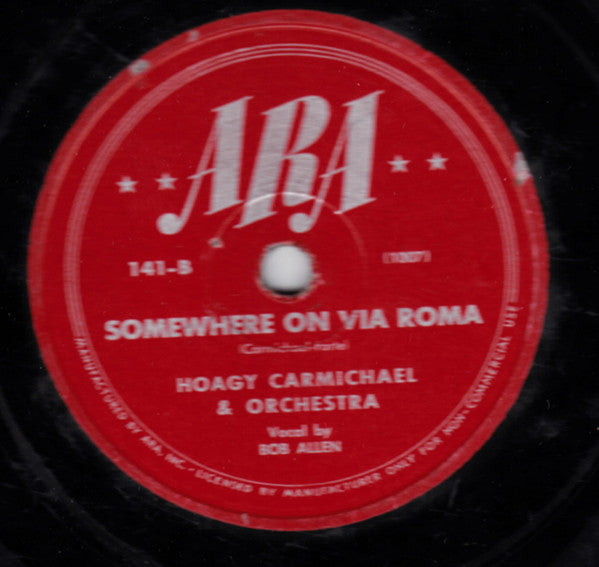 ARA
141-B
(1007)
SOMEWHERE ON VIA ROMA
HOAGY CARMICHAEL
& ORCHESTRA
Vocal by
BOB ALLEN
MANUFACTURED BY ARA, INC. - LICENSED BY MANUFACTURER ONLY FOR NON-COMMERCIAL USE